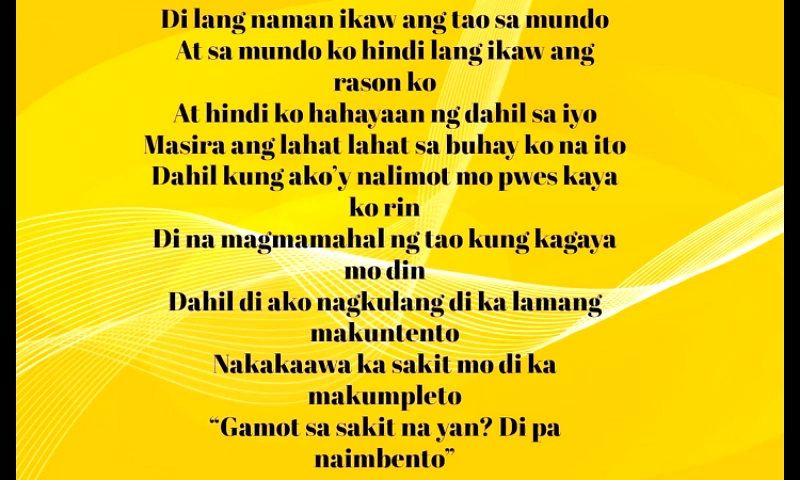 Di lang naman ikaw ang tao sa mundo
At sa mundo ko hindi lang ikaw ang
rason ko
At hindi ko hahayaan ng dahil sa iyo
Masira ang lahat lahat sa buhay ko na ito
Dahil kung ako’y nalimot mo pwes kaya
ko rin
Di na magmamahal ng tao kung kagaya
mo din
Dahil di ako nagkulang di ka lamang
makuntento
Nakakaawa ka sakit mo di ka
makumpleto
“Gamot sa sakit na yan? Di pa
naimbento”